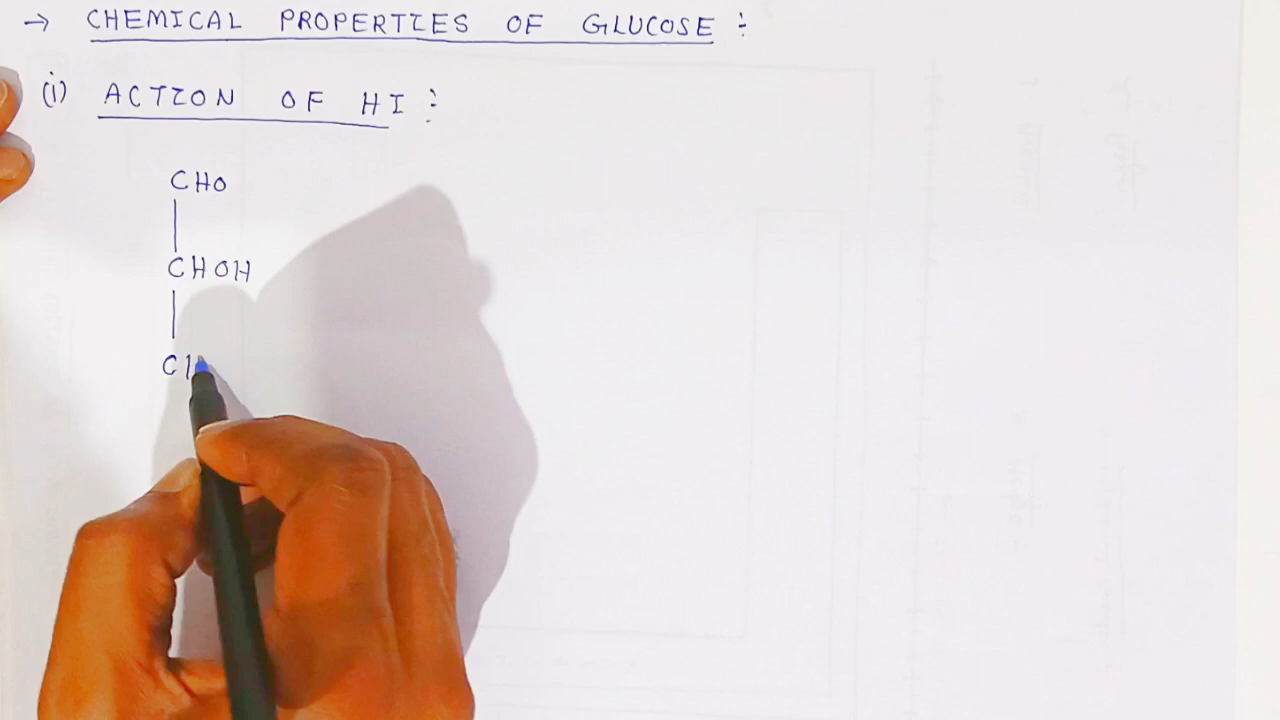 → CHEMICAL PROPERTIES OF GLUCOSE :
(i) ACTION OF HI :
CHO
|
CHOH
|